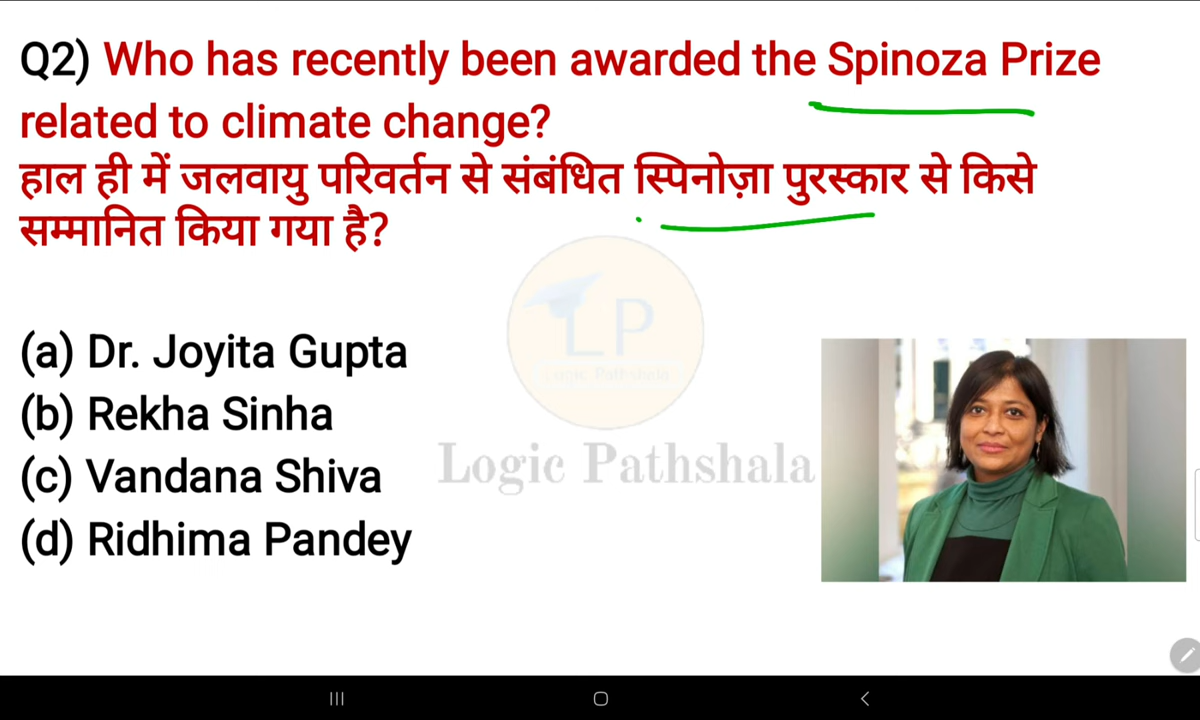 Q2) Who has recently been awarded the Spinoza Prize
related to climate change?
हाल ही में जलवायु परिवर्तन से संबंधित स्पिनोज़ा पुरस्कार से किसे
सम्मानित किया गया है?
LP
Logic Pathshala
(a) Dr. Joyita Gupta
(b) Rekha Sinha
(c) Vandana Shiva
(d) Ridhima Pandey
Logic Pathshala